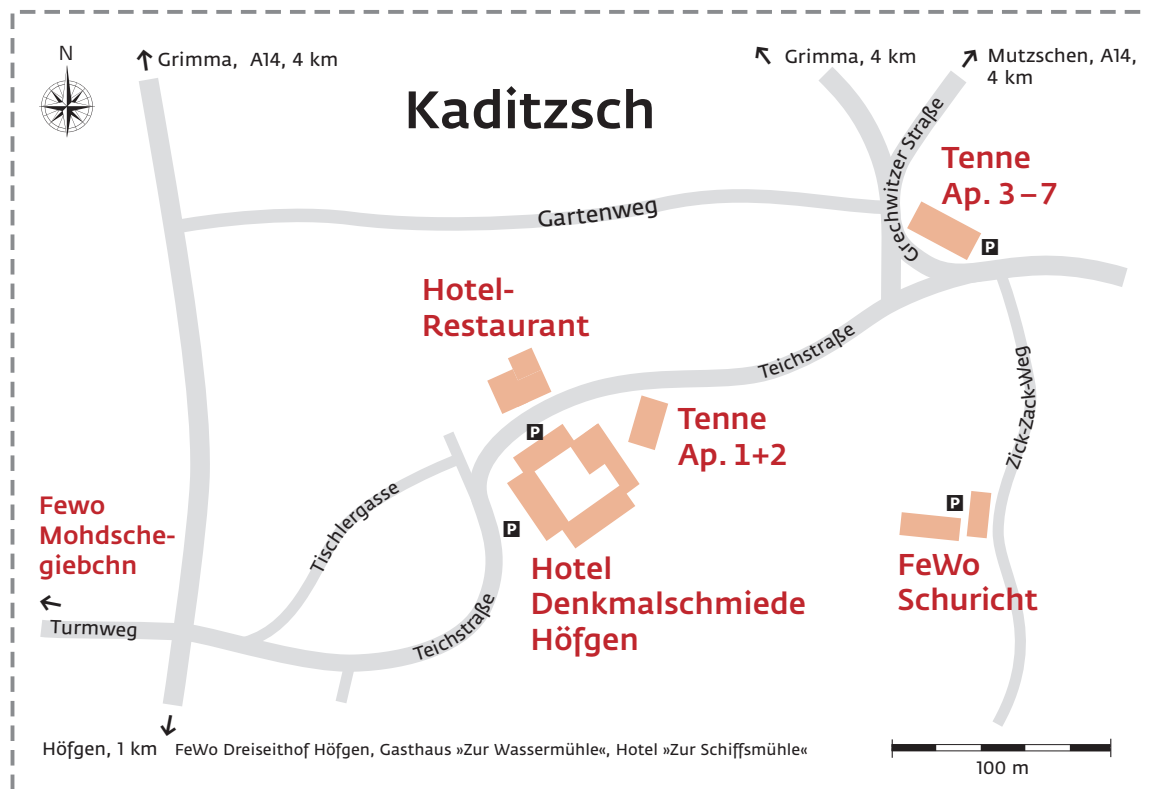 N
Grimma, A14, 4 km
Grimma, 4 km
Mutzschen, A14,
4 km
Kaditzsch
Grechwitzer Straße
Tenne
Ap. 3–7
P
Gartenweg
Hotel-
Restaurant
Teichstraße
Zick-Zack-Weg
Tenne
Ap. 1+2
P
Tischlergasse
Fewo
Mohdsche-
giebchn
P
P
Hotel
Denkmalschmiede
Höfgen
FeWo
Schuricht
Turmweg
Teichstraße
Höfgen, 1 km
FeWo Dreiseithof Höfgen, Gasthaus »Zur Wassermühle«, Hotel »Zur Schiffsmühle«
100 m